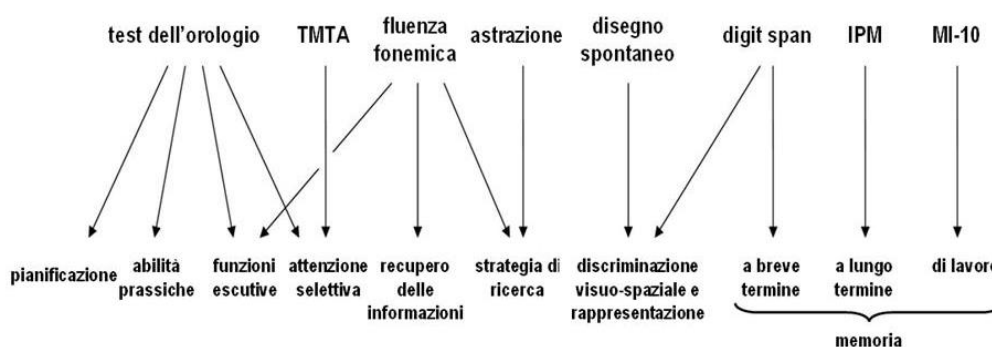 test dell'orologio TMTA fluenza fonemica astrazione disegno spontaneo digit span IPM MI-10
pianificazione abilità prassiche funzioni escutive attenzione selettiva recupero delle informazioni strategia di ricerca discriminazione visuo-spaziale e rappresentazione a breve termine a lungo termine di lavoro
memoria